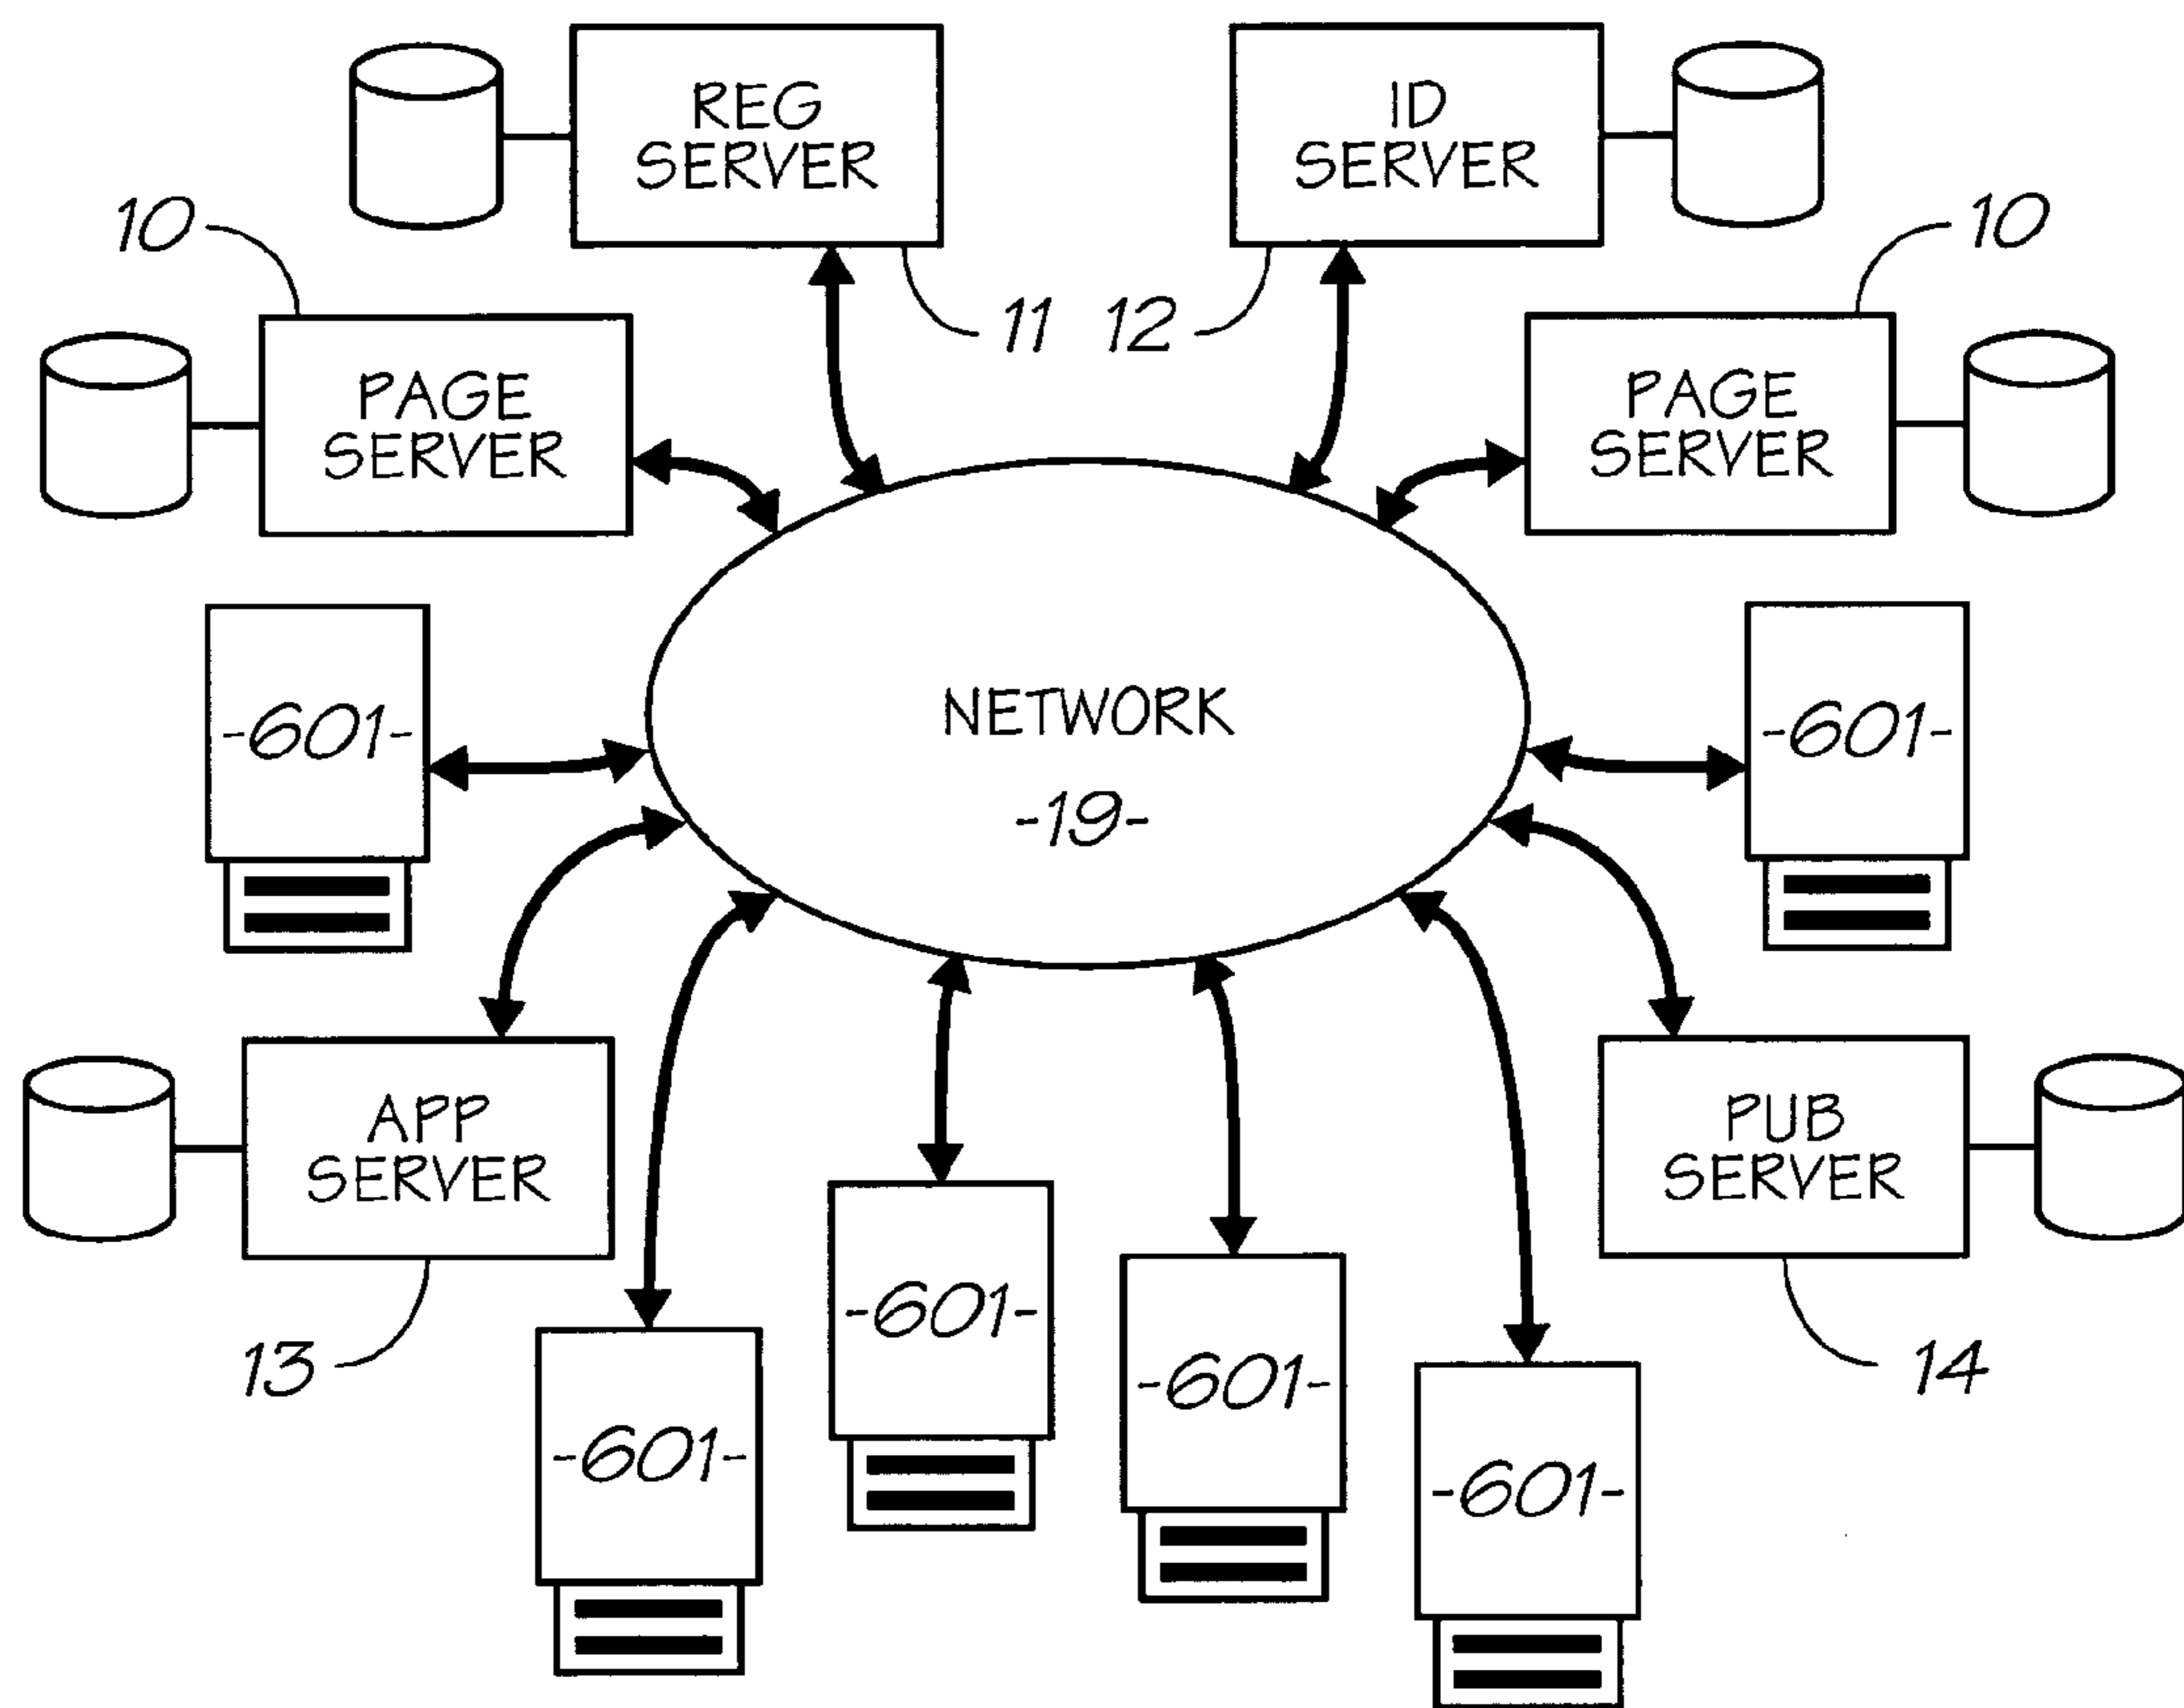 REG
SERVER
ID
SERVER
10
10
11
12
PAGE
SERVER
PAGE
SERVER
-601-
NETWORK
-19-
-601-
APP
SERVER
PUB
SERVER
-601-
-601-
13
14
-601-
-601-